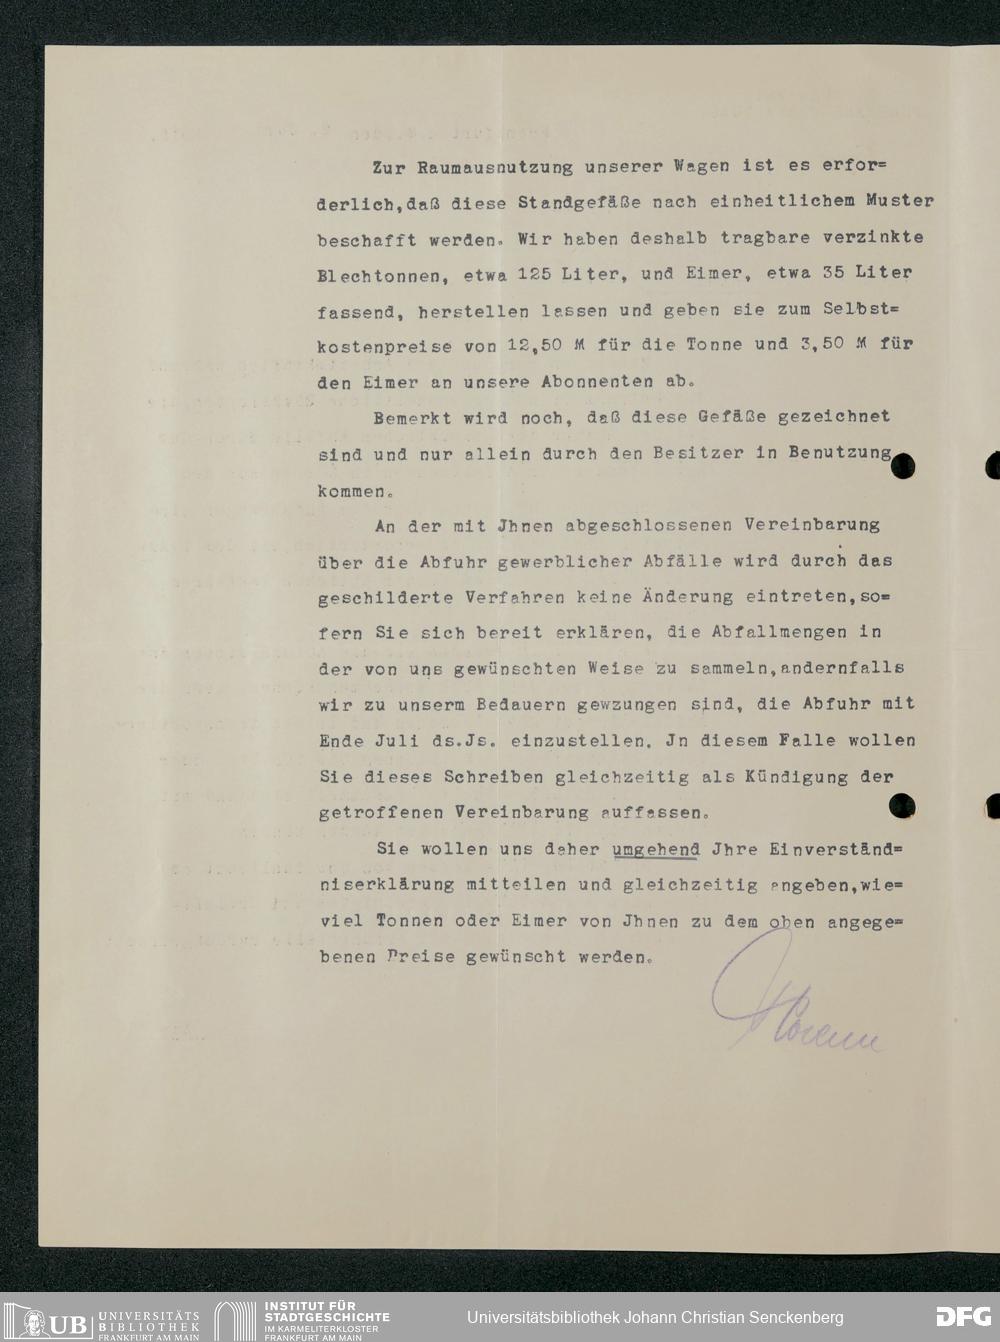 Zur Raumausnutzung unserer Wagen ist es erfor=
derlich,daß diese Standgefäße nach einheitlichem Muster
beschafft werden. Wir haben deshalb tragbare verzinkte
Blechtonnen, etwa 125 Liter, und Eimer, etwa 35 Liter
fassend, herstellen lassen und geben sie zum Selbst=
kostenpreise von 12,50 M für die Tonne und 3,50 M für
den Eimer an unsere Abonnenten ab.
Bemerkt wird noch, daß diese Gefäße gezeichnet
sind und nur allein durch den Besitzer in Benutzung
kommen.
An der mit Jhnen abgeschlossenen Vereinbarung
über die Abfuhr gewerblicher Abfälle wird durch das
geschilderte Verfahren keine Änderung eintreten,so=
fern Sie sich bereit erklären, die Abfallmengen in
der von uns gewünschten Weise zu sammeln,andernfalls
wir zu unserm Bedauern gewzungen sind, die Abfuhr mit
Ende Juli ds.Js. einzustellen. Jn diesem Falle wollen
Sie dieses Schreiben gleichzeitig als Kündigung der
getroffenen Vereinbarung auffassen.
Sie wollen uns daher umgehend Jhre Einverständ=
niserklärung mitteilen und gleichzeitig angeben,wie=
viel Tonnen oder Eimer von Jhnen zu dem oben angege=
benen Preise gewünscht werden.
UB UNIVERSITÄTS
BIBLIOTHEK
FRANKFURT AM MAIN
INSTITUT FÜR
STADTGESCHICHTE
IM KARMELITERKLOSTER
FRANKFURT AM MAIN
Universitätsbibliothek Johann Christian Senckenberg
DFG